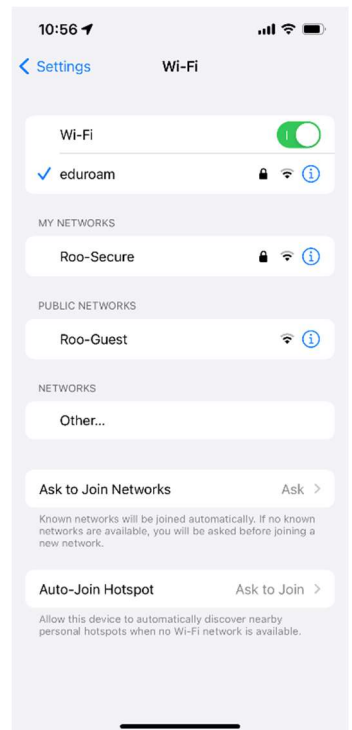 10:56
Settings
Wi-Fi
Wi-Fi
eduroam
MY NETWORKS
Roo-Secure
PUBLIC NETWORKS
Roo-Guest
NETWORKS
Other...
Ask to Join Networks Ask
Known networks will be joined automatically. If no known
networks are available, you will be asked before joining a
new network.
Auto-Join Hotspot Ask to Join
Allow this device to automatically discover nearby
personal hotspots when no Wi-Fi network is available.